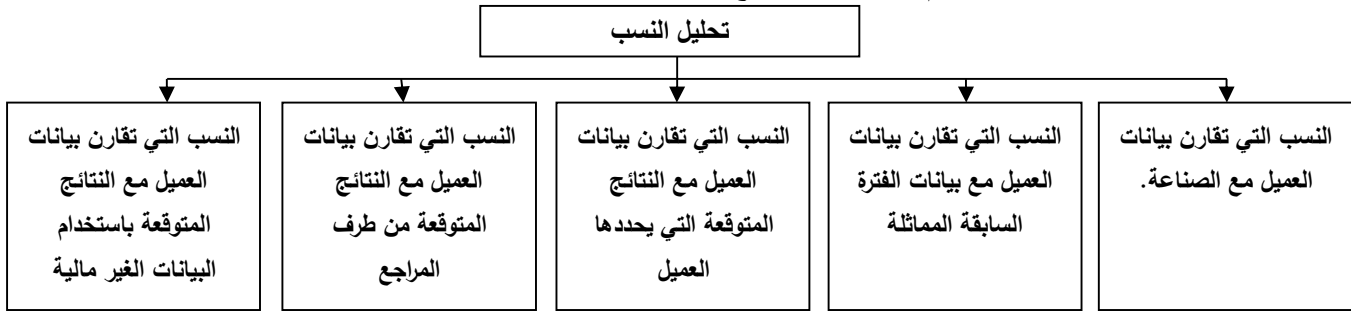 تحليل النسب
النسب التي تقارن بيانات
العميل مع الصناعة.
النسب التي تقارن بيانات
العميل مع بيانات الفترة
السابقة المماثلة
النسب التي تقارن بيانات
العميل مع النتائج
المتوقعة التي يحددها
العميل
النسب التي تقارن بيانات
العميل مع النتائج
المتوقعة من طرف
المراجع
النسب التي تقارن بيانات
العميل مع النتائج
المتوقعة باستخدام
البيانات الغير مالية